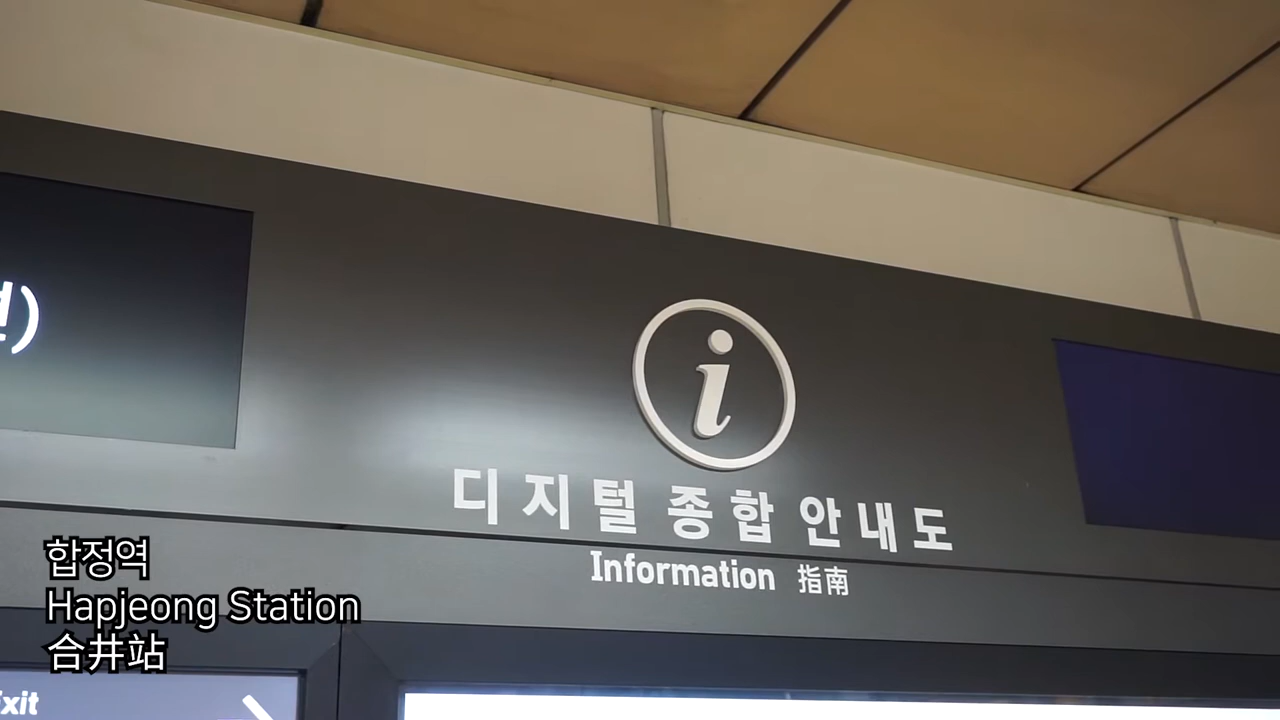 디지털 종합 안내도
Information 指南
합정역
Hapjeong Station
合井站